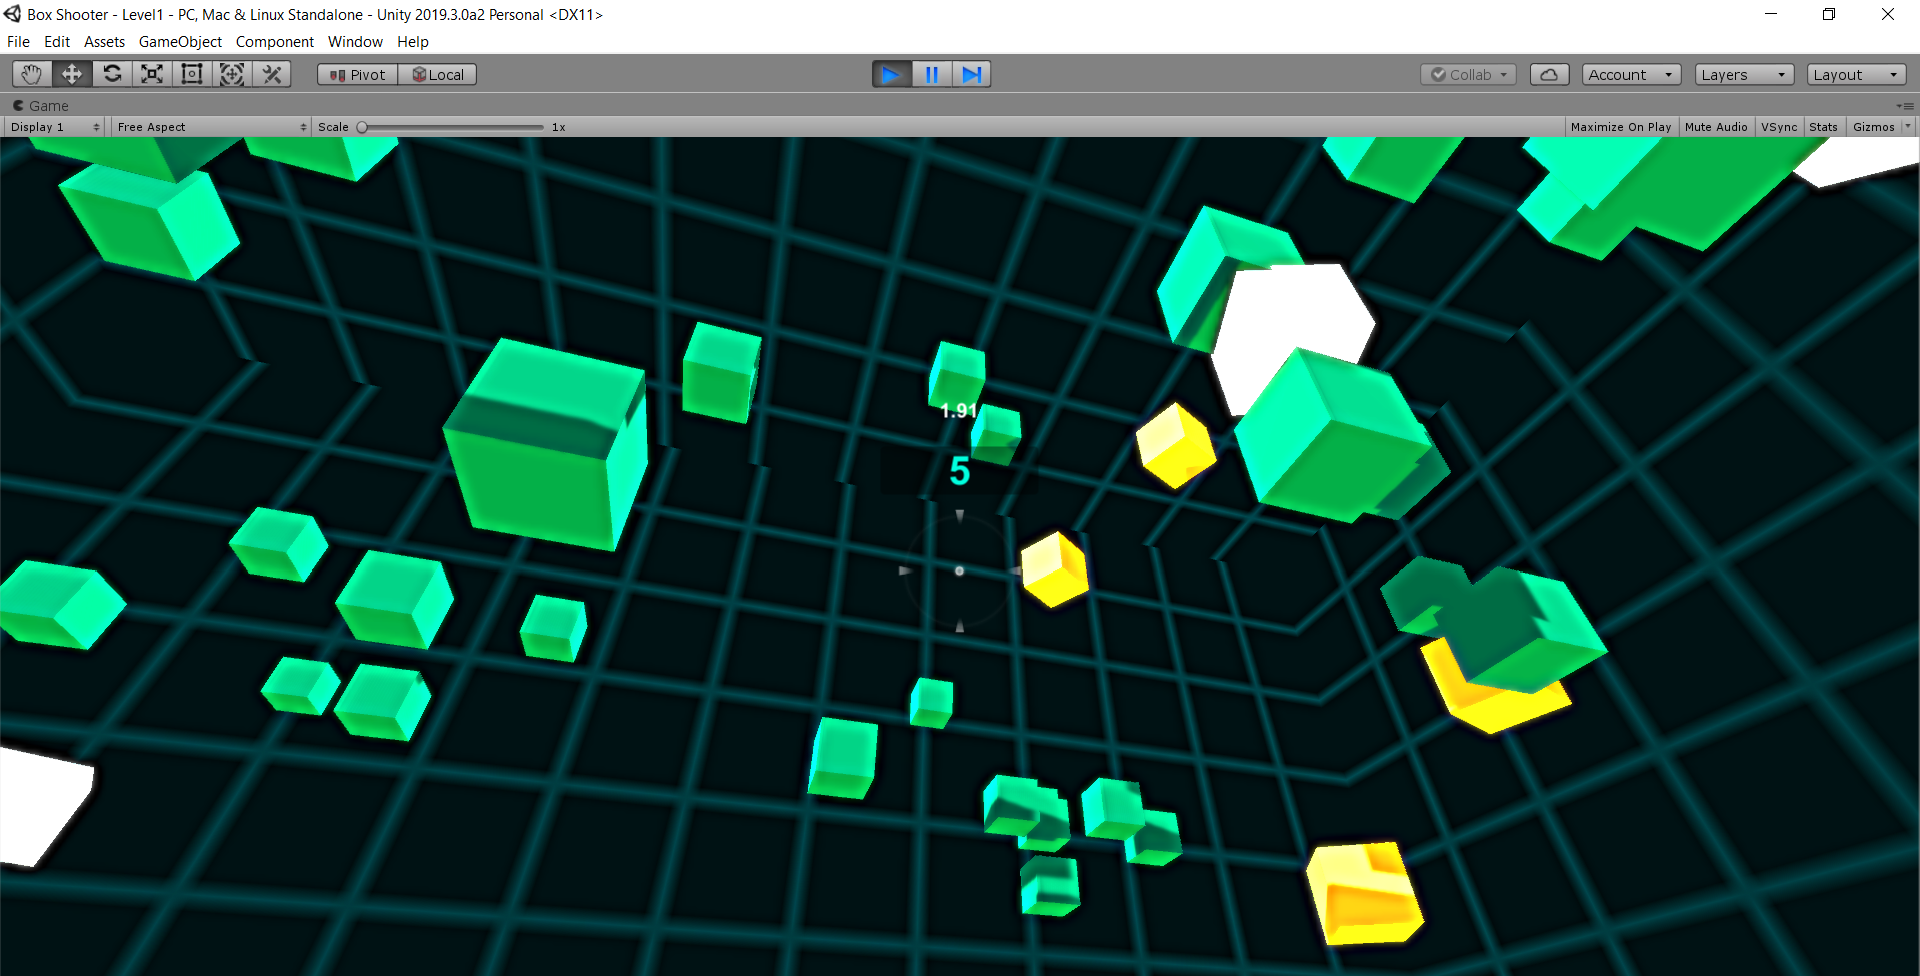 Box Shooter - Level1 - PC, Mac & Linux Standalone - Unity 2019.3.0a2 Personal <DX11>
File Edit Assets GameObject Component Window Help
Pivot Local Collab Account Layers Layout
Game
Display 1 Free Aspect Scale 1x Maximize On Play Mute Audio VSync Stats Gizmos
1.91
5